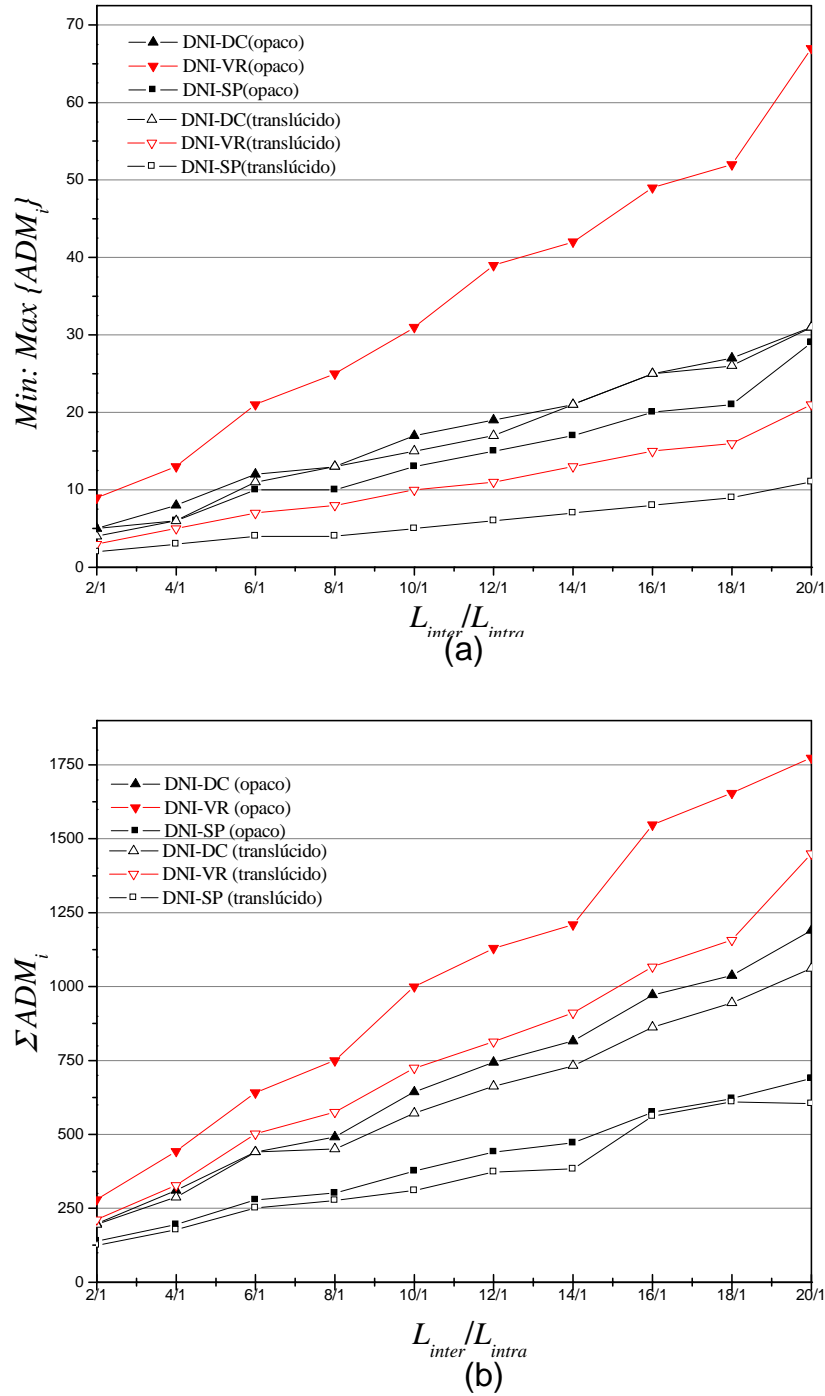 70
60
50
40
30
20
10
0
Min: Max {ADM_i}
DNI-DC(opaco)
DNI-VR(opaco)
DNI-SP(opaco)
DNI-DC(translúcido)
DNI-VR(translúcido)
DNI-SP(translúcido)
2/1 4/1 6/1 8/1 10/1 12/1 14/1 16/1 18/1 20/1
L_inter/L_intra
(a)
1750
1500
1250
1000
750
500
250
0
Σ ADM_i
DNI-DC (opaco)
DNI-VR (opaco)
DNI-SP (opaco)
DNI-DC (translúcido)
DNI-VR (translúcido)
DNI-SP (translúcido)
2/1 4/1 6/1 8/1 10/1 12/1 14/1 16/1 18/1 20/1
L_inter/L_intra
(b)